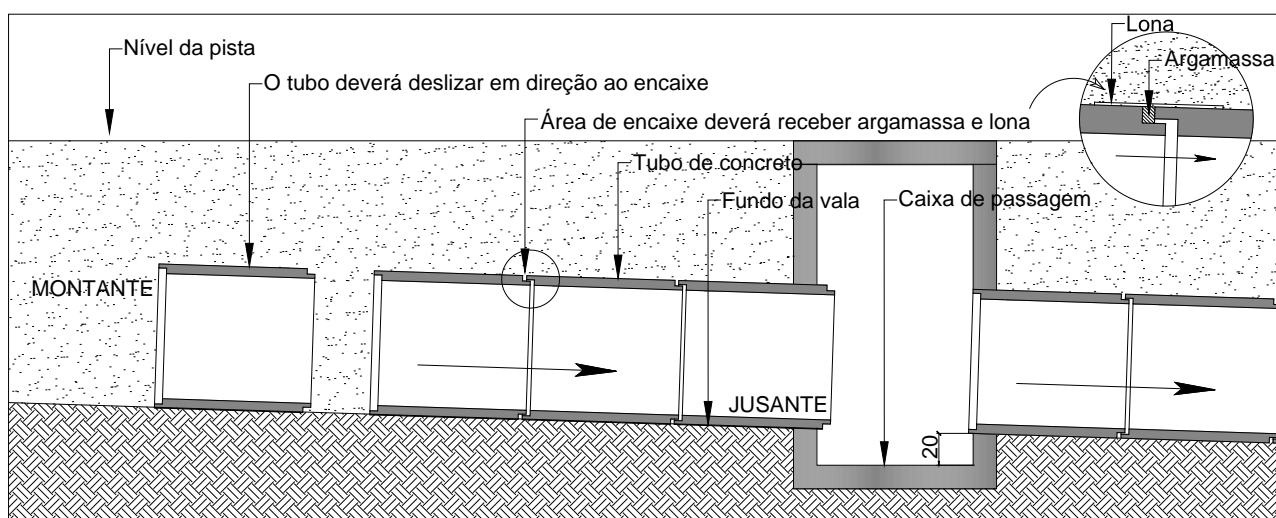 Lona
Nível da pista
Argamassa
O tubo deverá deslizar em direção ao encaixe
Área de encaixe deverá receber argamassa e lona
Tubo de concreto
Fundo da vala
Caixa de passagem
MONTANTE
JUSANTE
20